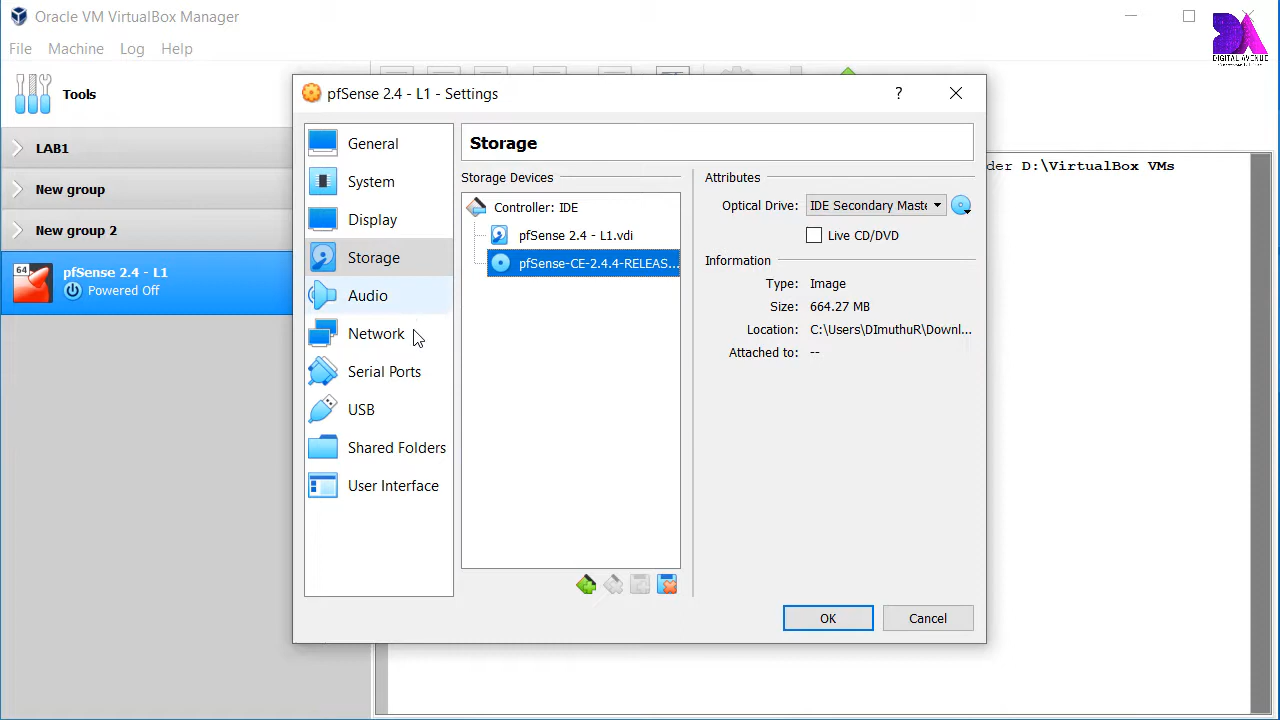 Oracle VM VirtualBox Manager
File Machine Log Help
DIGITAL AVENUE
Tools
LAB1
New group
New group 2
64
pfSense 2.4 - L1
Powered Off
der D:\VirtualBox VMs
pfSense 2.4 - L1 - Settings
?
General
System
Display
Storage
Audio
Network
Serial Ports
USB
Shared Folders
User Interface
Storage
Storage Devices
Controller: IDE
pfSense 2.4 - L1.vdi
pfSense-CE-2.4.4-RELEAS...
Attributes
Optical Drive: IDE Secondary Maste
Live CD/DVD
Information
Type: Image
Size: 664.27 MB
Location: C:\Users\DImuthuR\Downl...
Attached to: --
OK Cancel